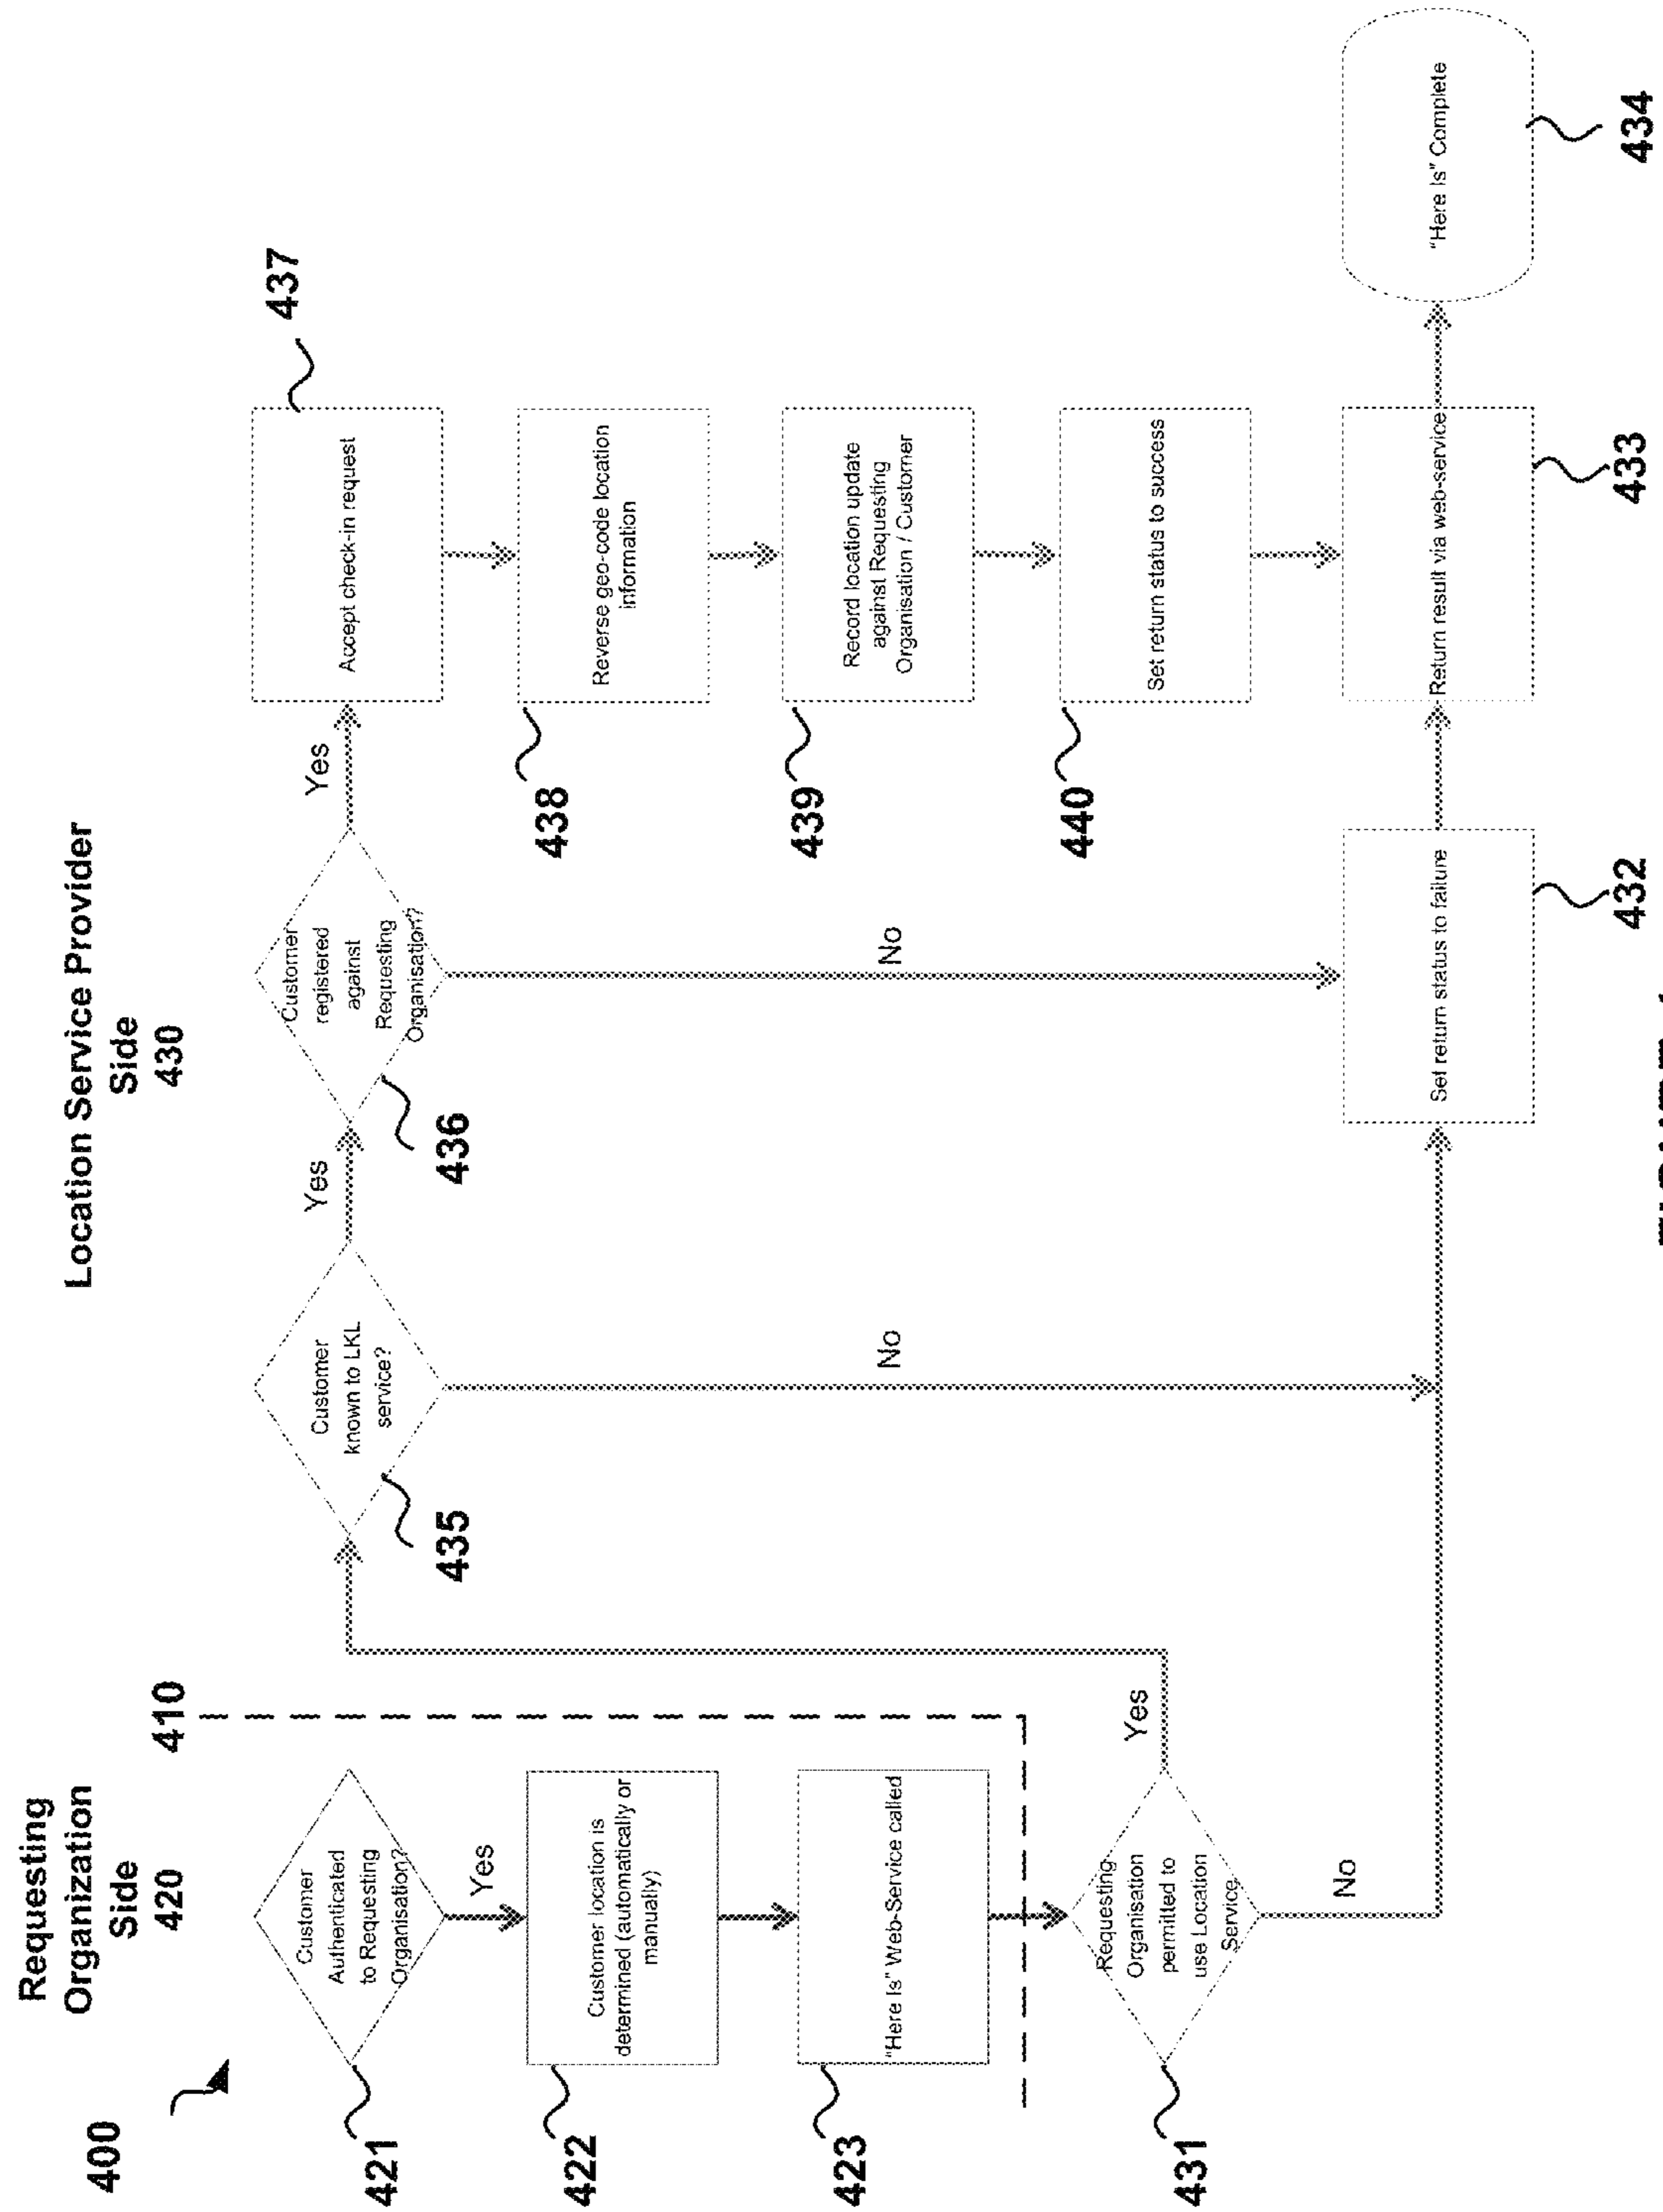 Requesting
Organization
Side
420
Location Service Provider
Side
430
400
410
421
Customer
Authenticated
to Requesting
Organisation?
Yes
422
Customer location is
determined (automatically or
manually)
423
"Here Is" Web-Service called
431
Requesting
Organisation
permitted to
use Location
Service
Yes
No
435
Customer
known to LKL
service?
Yes
No
436
Customer
registered
against
Requesting
Organisation?
Yes
No
437
Accept check-in request
438
Reverse geo-code location
information
439
Record location update
against Requesting
Organisation / Customer
440
Set return status to success
Set return status to failure
432
Return result via web-service
433
"Here Is" Complete
434